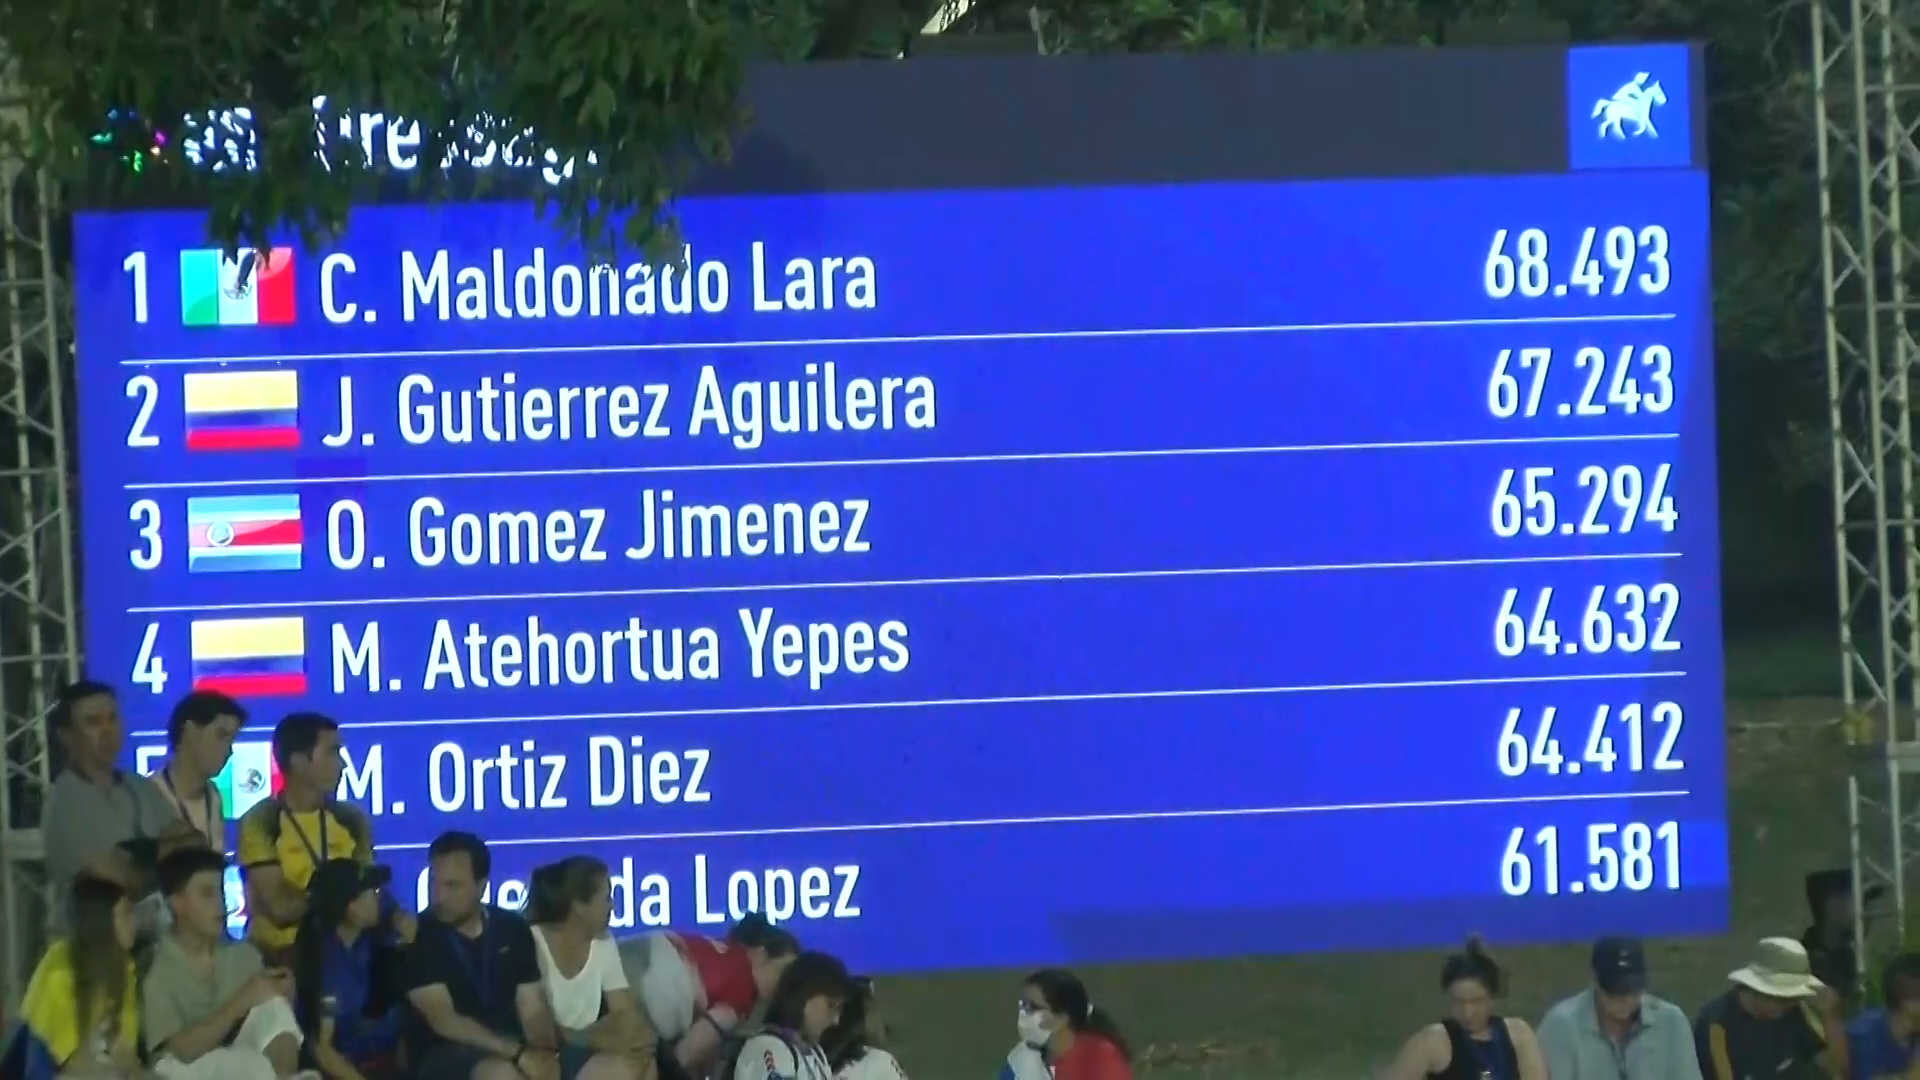 1 C. Maldonado Lara 68.493
2 J. Gutierrez Aguilera 67.243
3 O. Gomez Jimenez 65.294
4 M. Atehortua Yepes 64.632
5 M. Ortiz Diez 64.412
Lopez 61.581